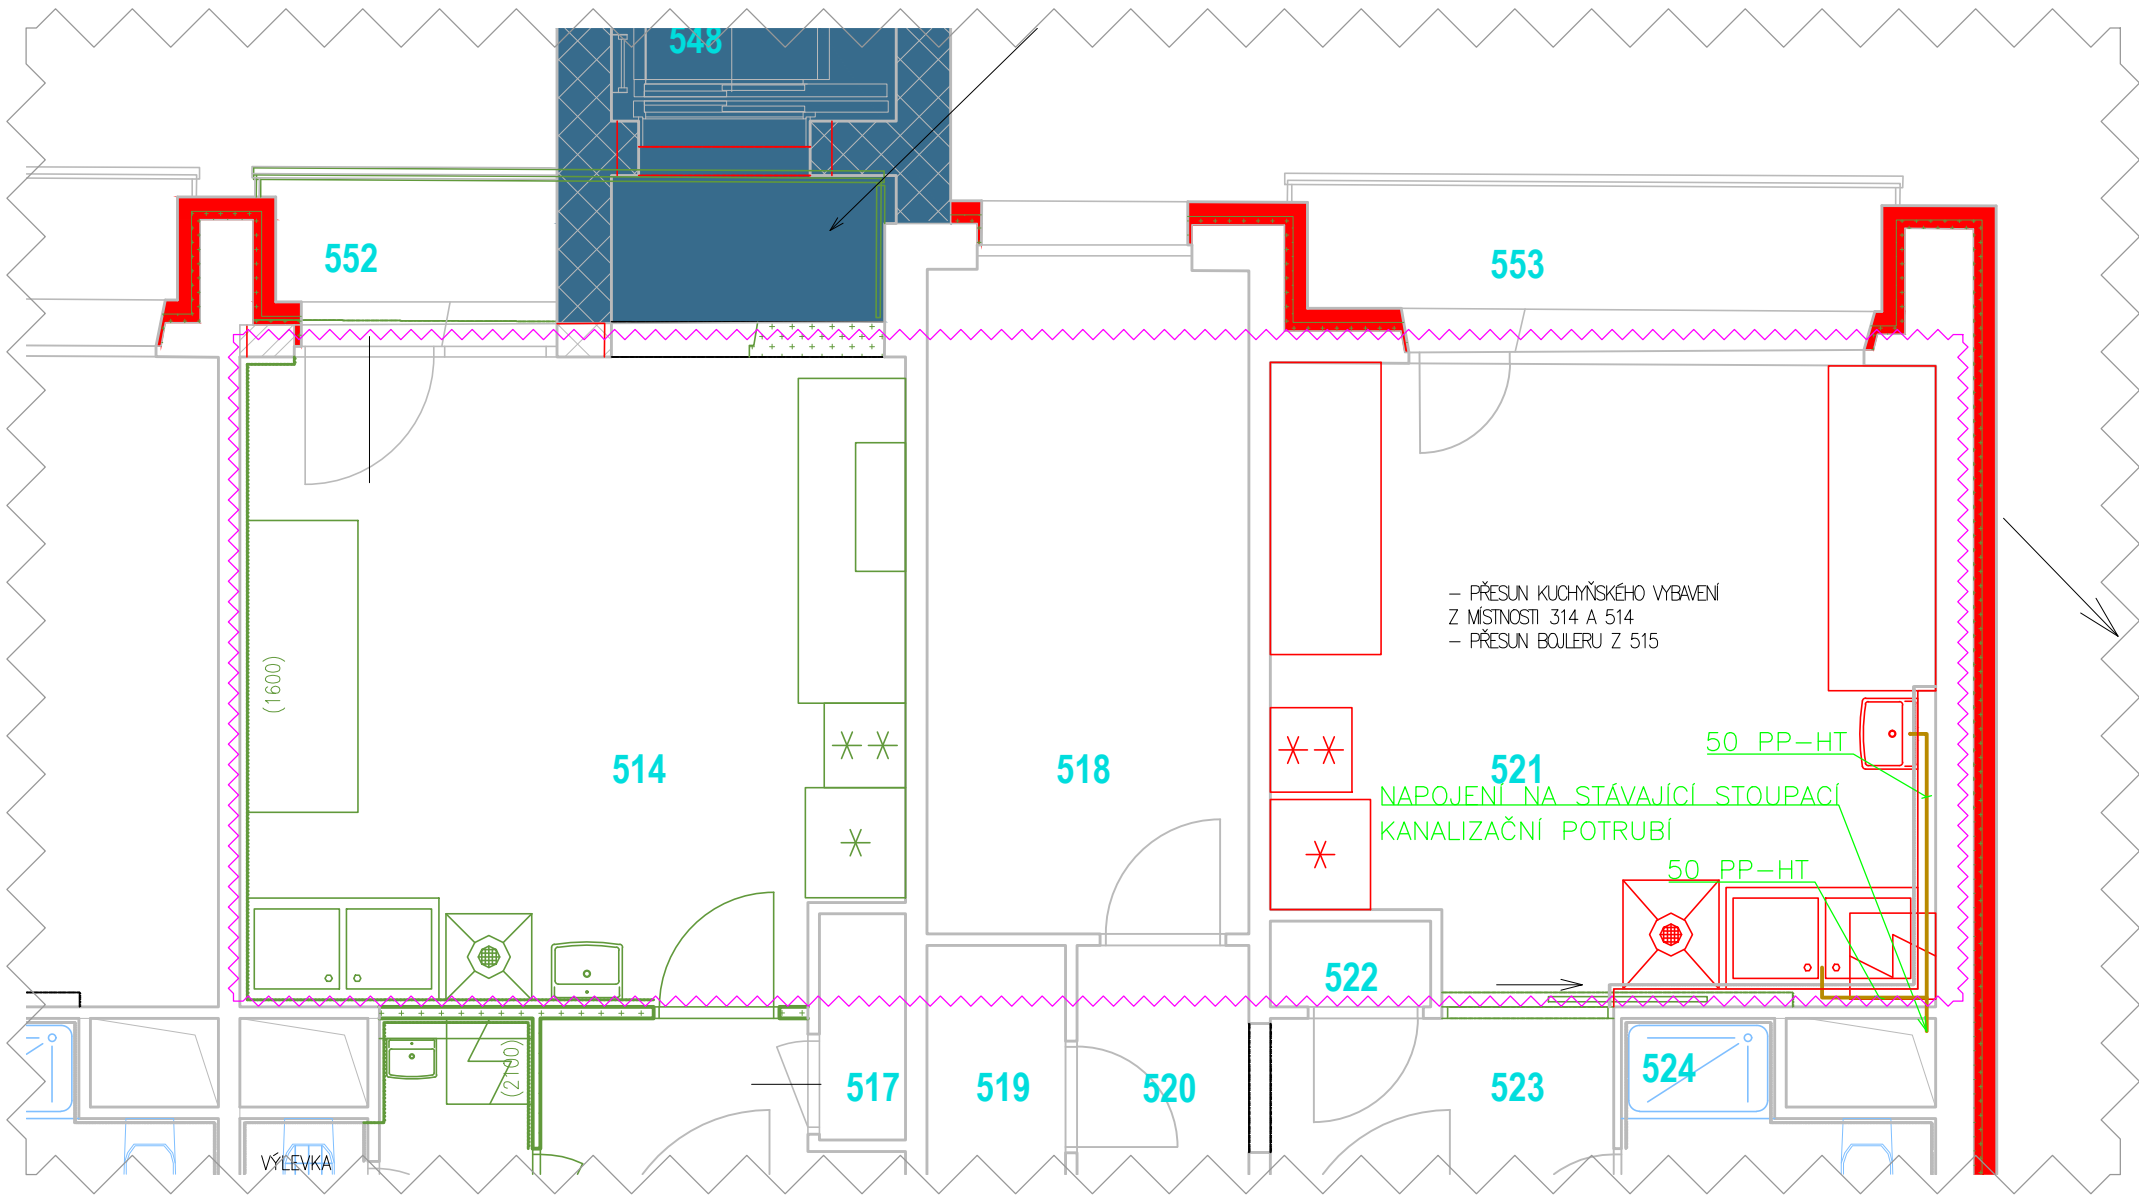 548
552
553
– PŘESUN KUCHYŇSKÉHO VYBAVENÍ
Z MÍSTNOSTI 314 A 514
– PŘESUN BOJLERU Z 515
(1600)
50 PP–HT
514
518
521
NAPOJENÍ NA STÁVAJÍCÍ STOUPACÍ
KANALIZAČNÍ POTRUBÍ
50 PP–HT
522
(2100)
517
519
520
523
524
VÝLEVKA